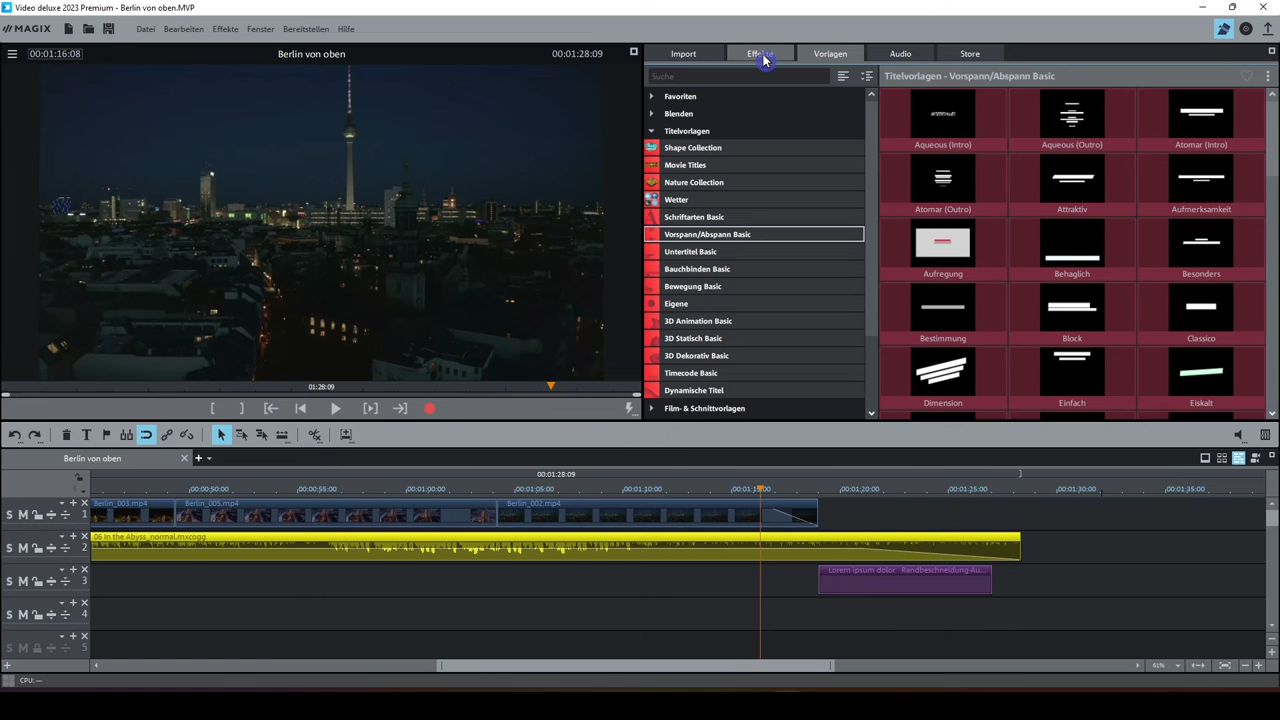 Video deluxe 2023 Premium - Berlin von oben.MVP
MAGIX
Datei Bearbeiten Effekte Fenster Bereitstellen Hilfe
00:01:16:08 Berlin von oben 00:01:28:09
Import Effekte Vorlagen Audio Store
Suche
Titelvorlagen - Vorspann/Abspann Basic
Favoriten
Blenden
Titelvorlagen
Shape Collection
Movie Titles
Nature Collection
Wetter
Schriftarten Basic
Vorspann/Abspann Basic
Untertitel Basic
Bauchbinden Basic
Bewegung Basic
Eigene
3D Animation Basic
3D Statisch Basic
3D Dekorativ Basic
Timecode Basic
Dynamische Titel
Film- & Schnittvorlagen
Aqueous (Intro) Aqueous (Outro) Atomar (Intro)
Atomar (Outro) Attraktiv Aufmerksamkeit
Aufregung Behaglich Besonders
Bestimmung Block Classico
Dimension Einfach Eiskalt
01:28:09
Berlin von oben
00:01:28:09
00:00:50:00 00:00:55:00 00:01:00:00 00:01:05:00 00:01:10:00 00:01:15:00 00:01:20:00 00:01:25:00 00:01:30:00 00:01:35:00
Berlin_003.mp4 Berlin_005.mp4 Berlin_002.mp4
S M 1
06 In the Abyss_normal.mxcogg
S M 2
Lorem ipsum dolor Randbeschneidung Au...
S M 3
S M 4
S M 5
61%
CPU: —